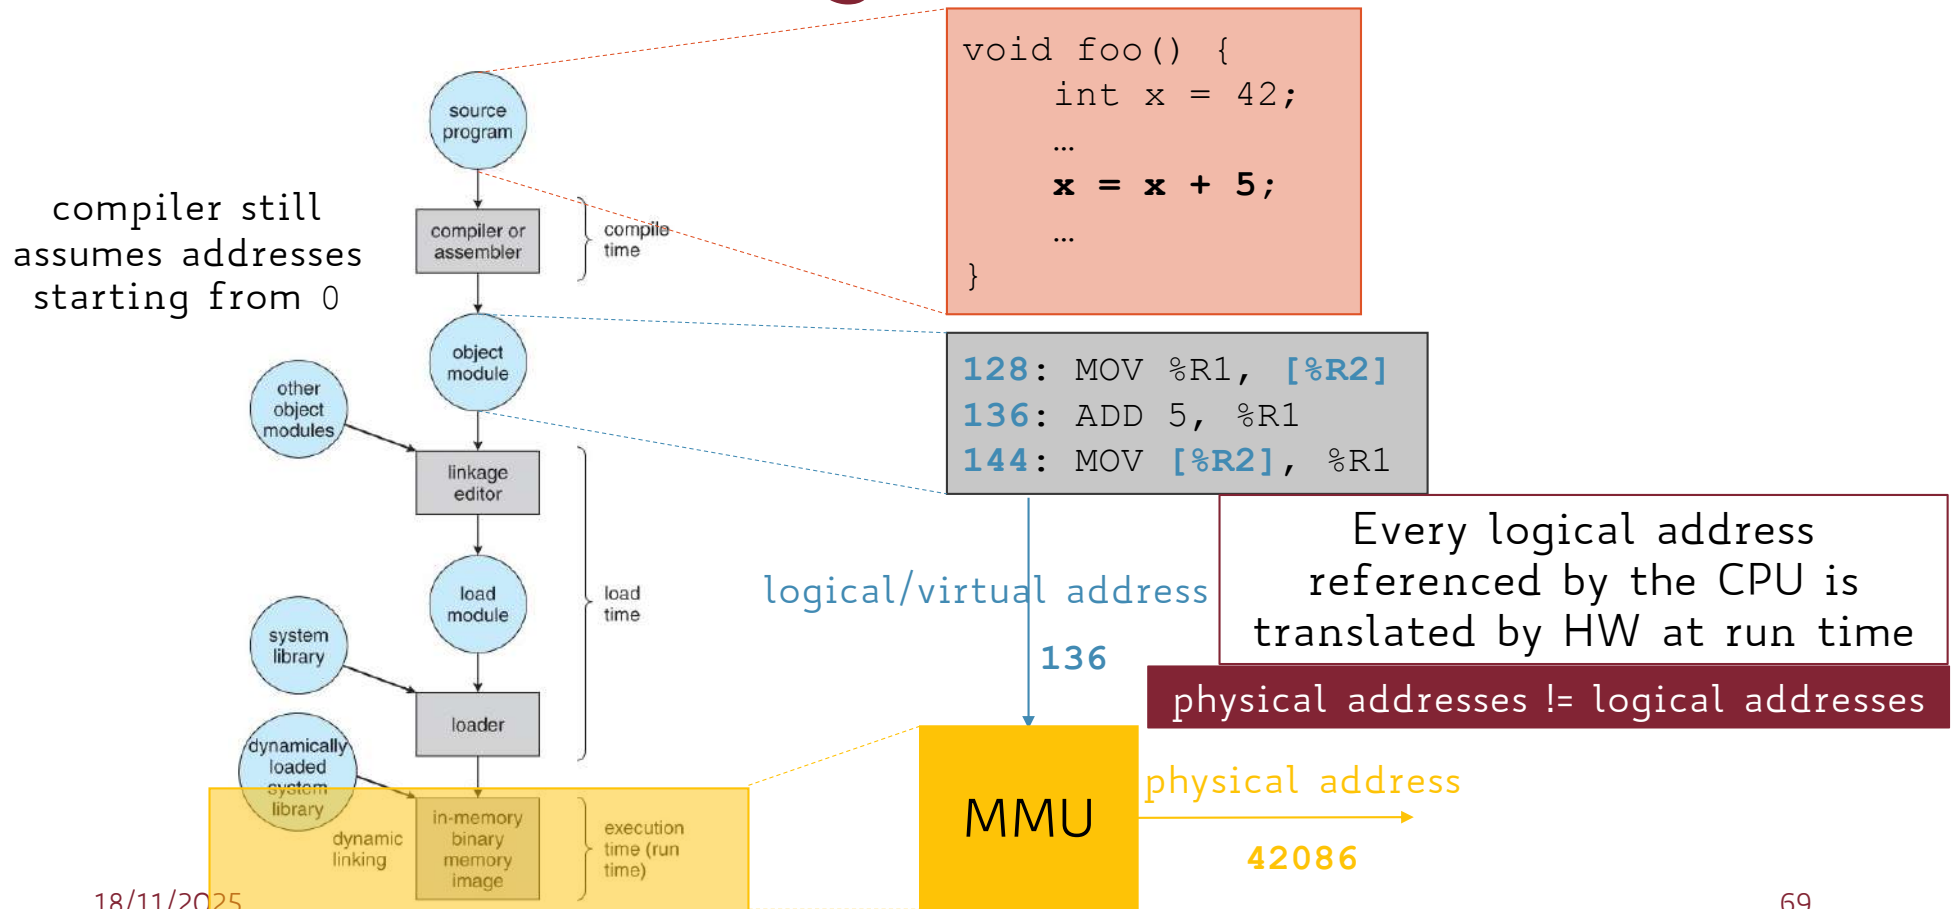 void foo() {
int x = 42;
…
x = x + 5;
…
}
source
program
compiler still
assumes addresses
starting from 0
compiler or
assembler
compile
time
object
module
128: MOV %R1, [%R2]
136: ADD 5, %R1
144: MOV [%R2], %R1
other
object
modules
linkage
editor
Every logical address
referenced by the CPU is
translated by HW at run time
logical/virtual address
136
load
module
load
time
system
library
physical addresses != logical addresses
loader
dynamically
loaded
system
library
MMU
physical address
42086
in-memory
binary
memory
image
dynamic
linking
execution
time (run
time)
18/11/2025
69